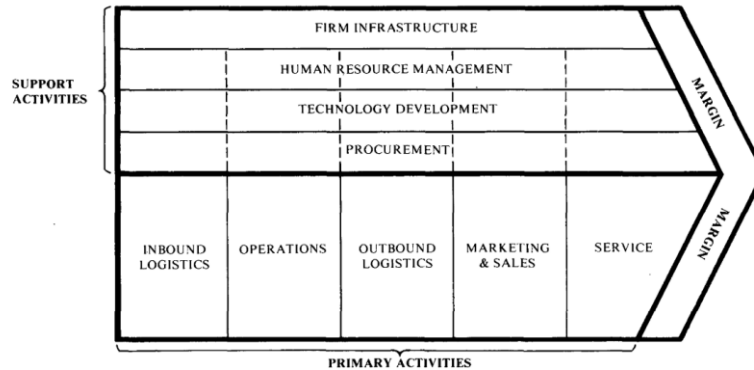 FIRM INFRASTRUCTURE
HUMAN RESOURCE MANAGEMENT
SUPPORT
ACTIVITIES
TECHNOLOGY DEVELOPMENT
PROCUREMENT
MARGIN
INBOUND
LOGISTICS
OPERATIONS
OUTBOUND
LOGISTICS
MARKETING
& SALES
SERVICE
MARGIN
PRIMARY ACTIVITIES